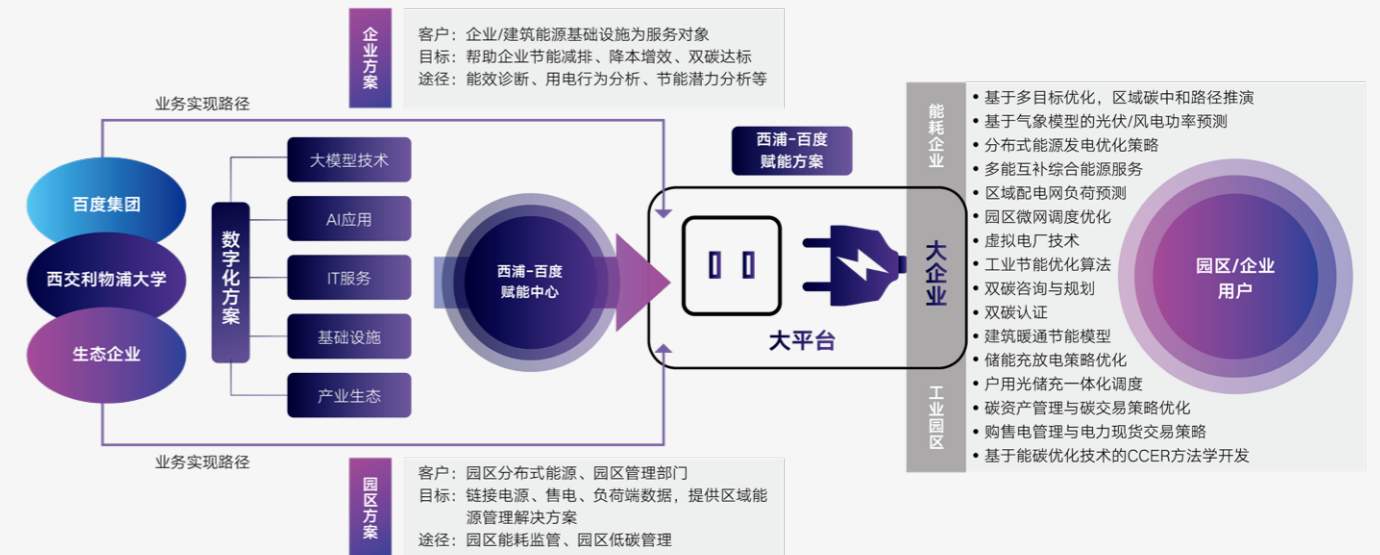 企业方案
客户：企业/建筑能源基础设施为服务对象
目标：帮助企业节能减排、降本增效、双碳达标
途径：能效诊断、用电行为分析、节能潜力分析等
业务实现路径
百度集团
西交利物浦大学
生态企业
数字化方案
大模型技术
AI应用
IT服务
基础设施
产业生态
西浦-百度
赋能中心
西浦-百度
赋能方案
大平台
大企业
能耗企业
工业园区
• 基于多目标优化，区域碳中和路径推演
• 基于气象模型的光伏/风电功率预测
• 分布式能源发电优化策略
• 多能互补综合能源服务
• 区域配电网负荷预测
• 园区微网调度优化
• 虚拟电厂技术
• 工业节能优化算法
• 双碳咨询与规划
• 双碳认证
• 建筑暖通节能模型
• 储能充放电策略优化
• 户用光储充一体化调度
• 碳资产管理与碳交易策略优化
• 购售电管理与电力现货交易策略
• 基于能碳优化技术的CCER方法学开发
园区/企业
用户
业务实现路径
园区方案
客户：园区分布式能源、园区管理部门
目标：链接电源、售电、负荷端数据，提供区域能
源管理解决方案
途径：园区能耗监管、园区低碳管理